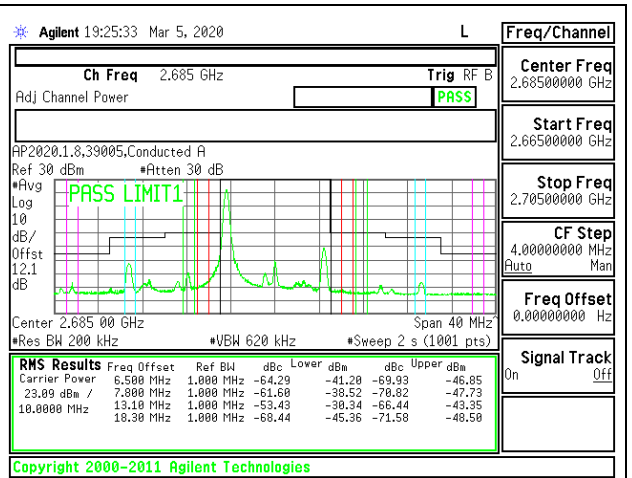 Agilent 19:25:33 Mar 5, 2020 L
Ch Freq 2.685 GHz Trig RF B
Adj Channel Power PASS
AP2020.1.8,39005,Conducted A
Ref 30 dBm #Atten 30 dB
#Avg
Log
10
dB/
Offst
12.1
dB
PASS LIMIT1
Center 2.685 00 GHz Span 40 MHz^
#Res BW 200 kHz #VBW 620 kHz #Sweep 2 s (1001 pts)
RMS Results Freq Offset Ref BW dBc Lower dBm dBc Upper dBm
Carrier Power 6.500 MHz 1.000 MHz -64.29 -41.20 -69.93 -46.85
23.09 dBm / 7.800 MHz 1.000 MHz -61.60 -38.52 -70.82 -47.73
10.0000 MHz 13.10 MHz 1.000 MHz -53.43 -30.34 -66.44 -43.35
18.30 MHz 1.000 MHz -68.44 -45.36 -71.58 -48.50
Copyright 2000-2011 Agilent Technologies
Freq/Channel
Center Freq
2.68500000 GHz
Start Freq
2.66500000 GHz
Stop Freq
2.70500000 GHz
CF Step
4.00000000 MHz
Auto Man
Freq Offset
0.00000000 Hz
Signal Track
On Off